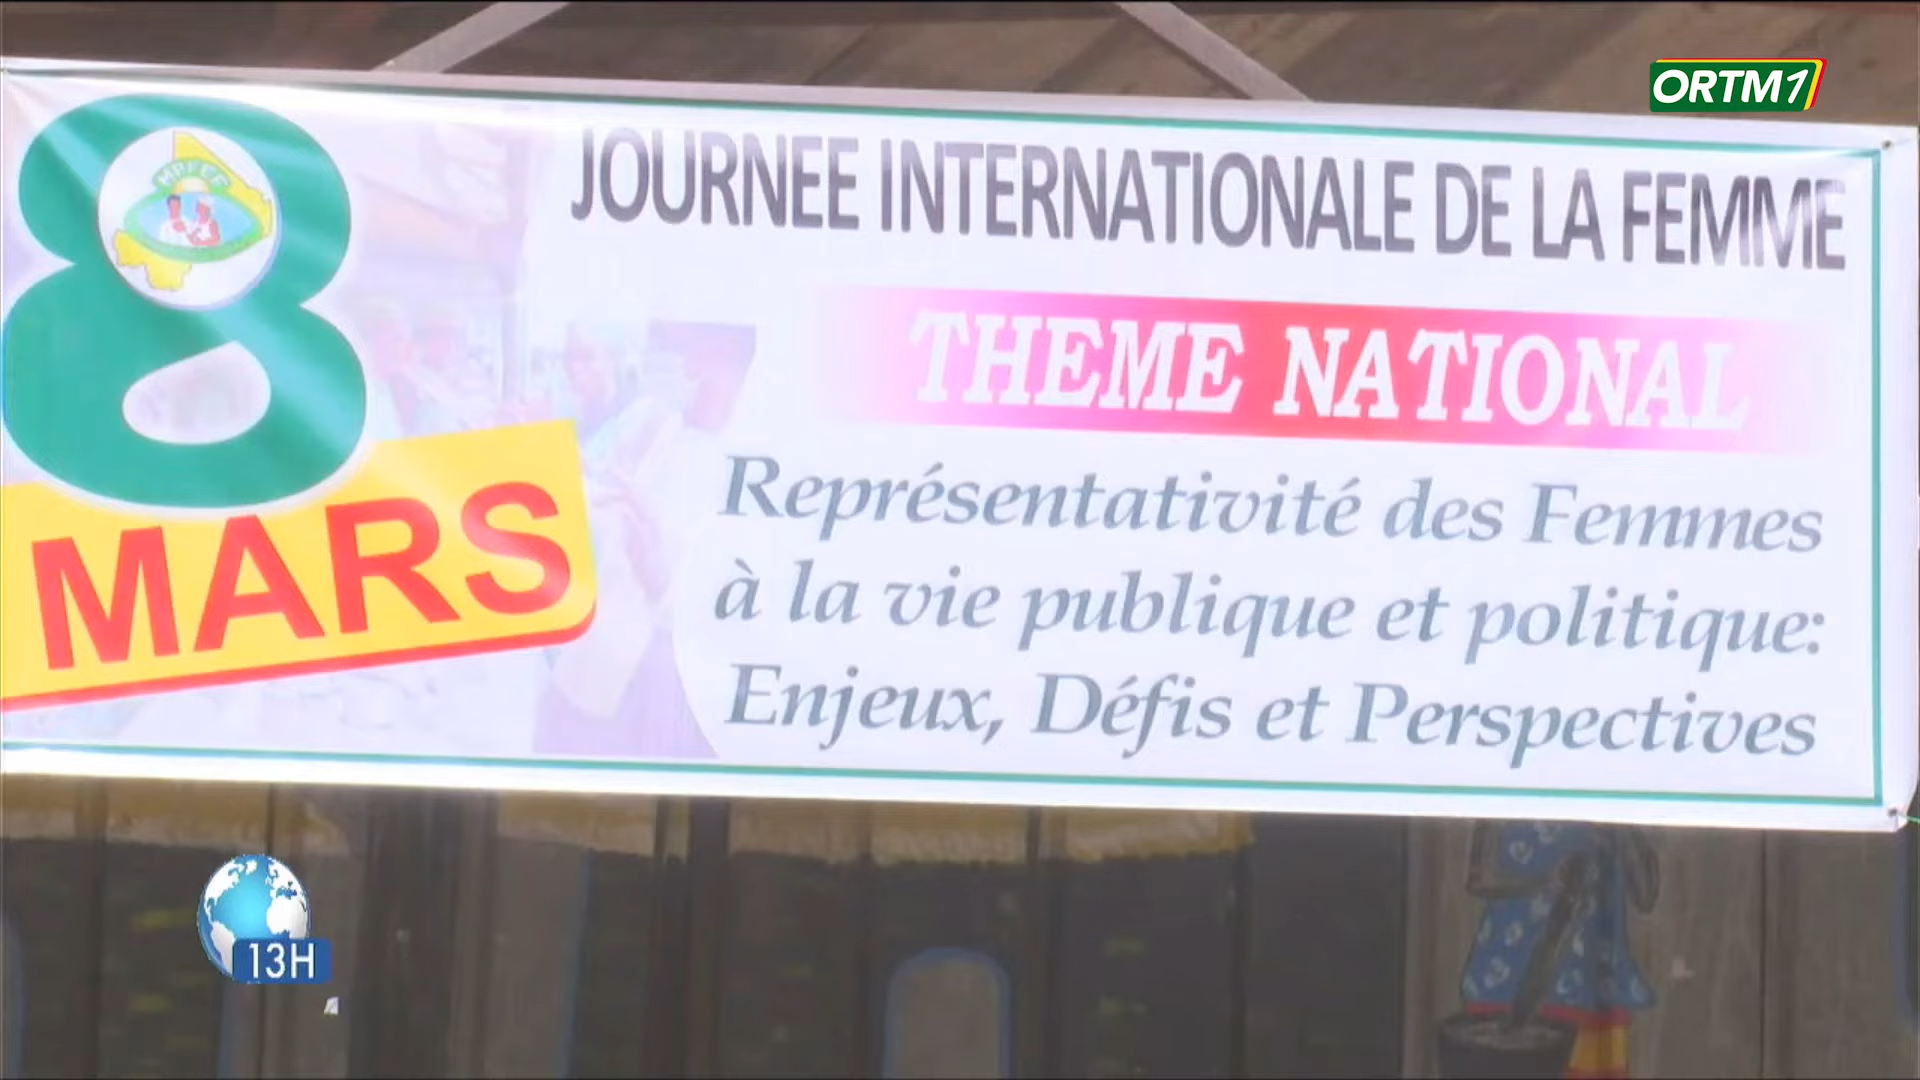 ORTM1
8
MPFEF
MARS
JOURNEE INTERNATIONALE DE LA FEMME
THEME NATIONAL
Représentativité des Femmes
à la vie publique et politique:
Enjeux, Défis et Perspectives
13H